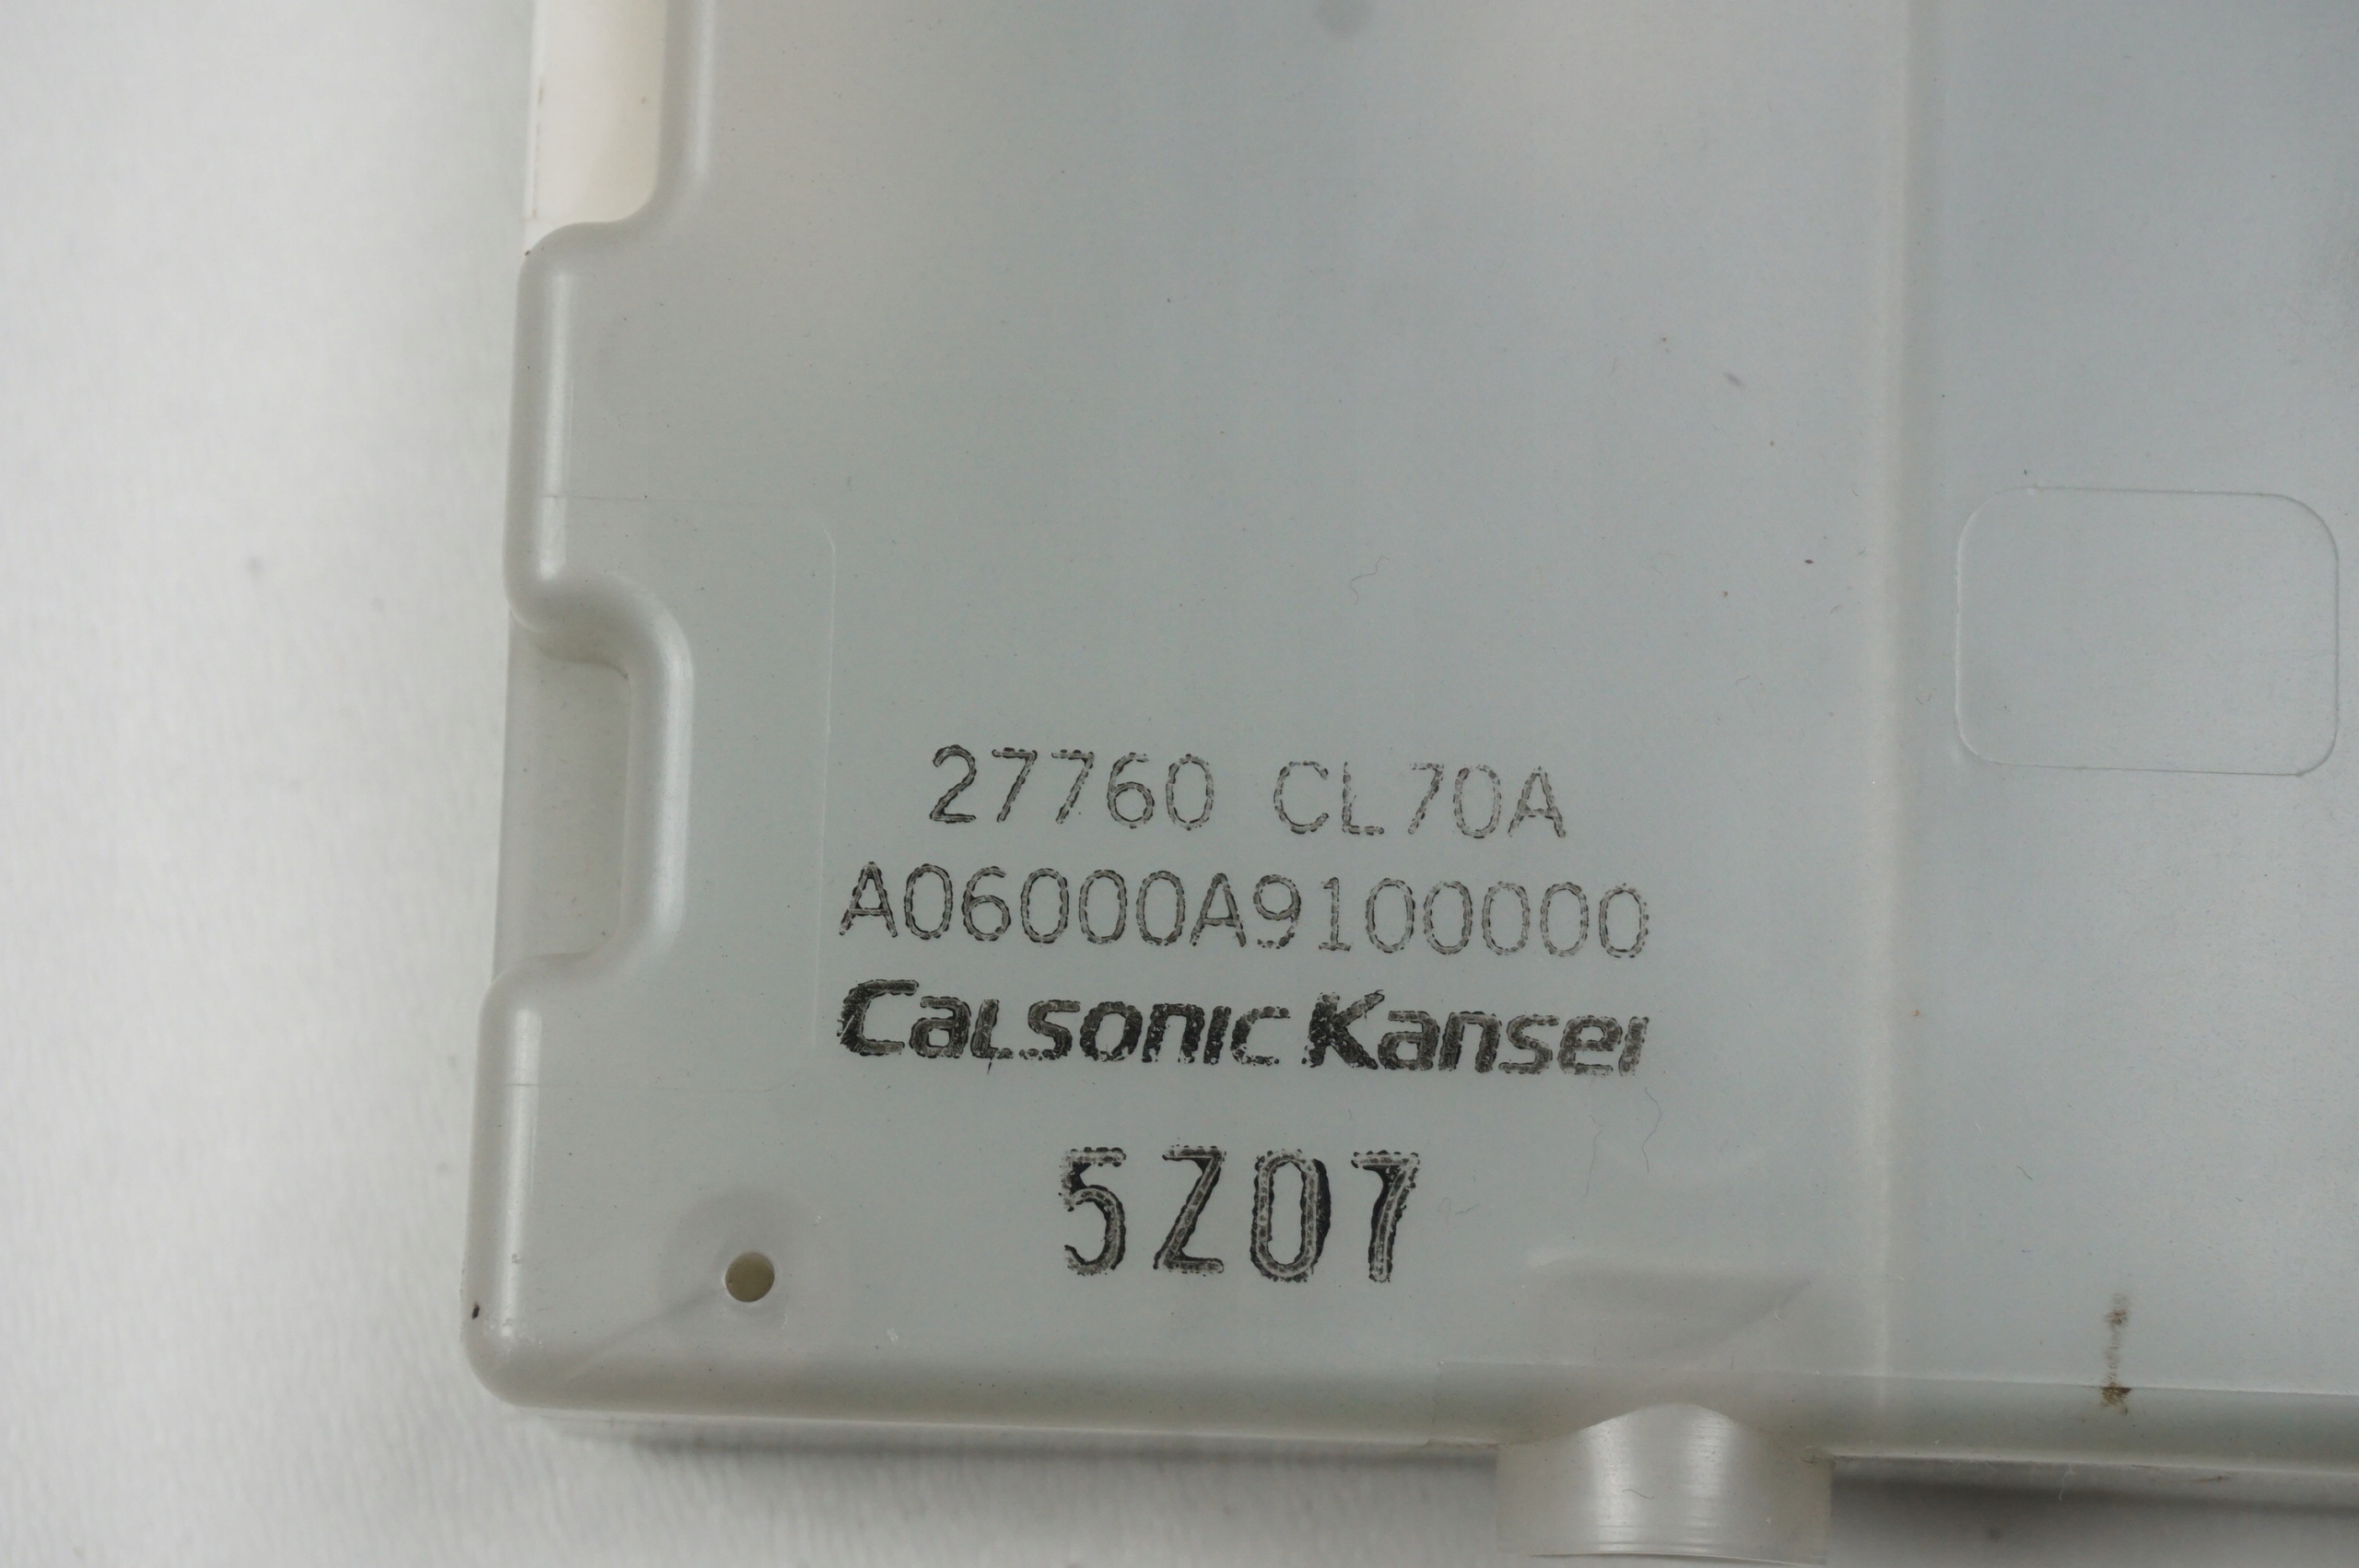 27760 CL70A
A06000A9100000
Calsonic Kansei
5Z07